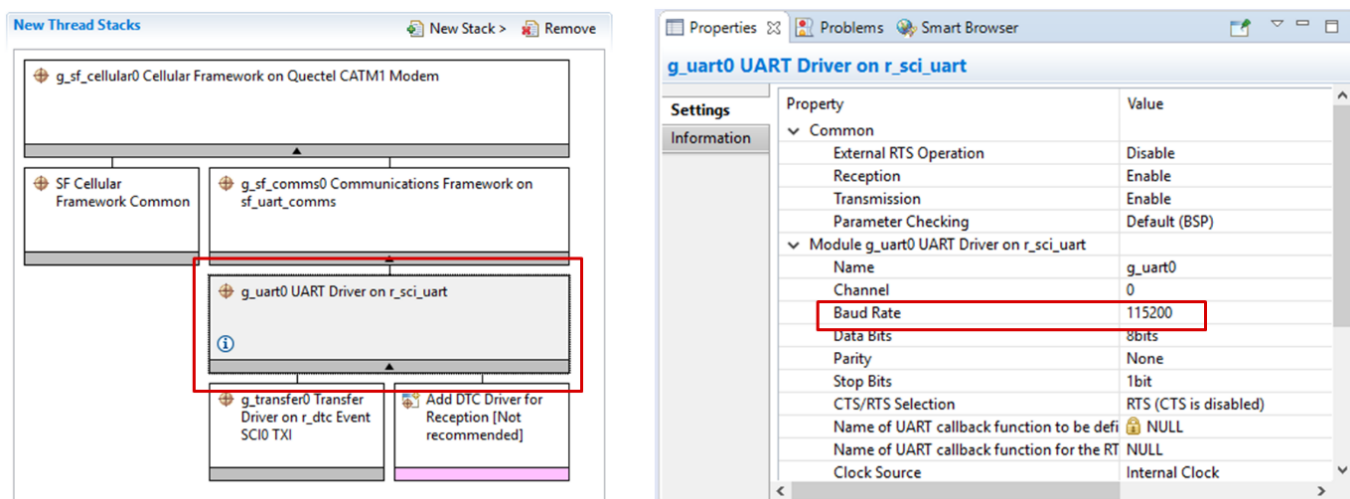 New Thread Stacks
New Stack > Remove
g_sf_cellular0 Cellular Framework on Quectel CATM1 Modem
SF Cellular
Framework Common
g_sf_comms0 Communications Framework on
sf_uart_comms
g_uart0 UART Driver on r_sci_uart
g_transfer0 Transfer
Driver on r_dtc Event
SCI0 TXI
Add DTC Driver for
Reception [Not
recommended]
Properties Problems Smart Browser
g_uart0 UART Driver on r_sci_uart
Settings
Information
Property Value
Common
External RTS Operation Disable
Reception Enable
Transmission Enable
Parameter Checking Default (BSP)
Module g_uart0 UART Driver on r_sci_uart
Name g_uart0
Channel 0
Baud Rate 115200
Data Bits 8bits
Parity None
Stop Bits 1bit
CTS/RTS Selection RTS (CTS is disabled)
Name of UART callback function to be defi NULL
Name of UART callback function for the RT NULL
Clock Source Internal Clock